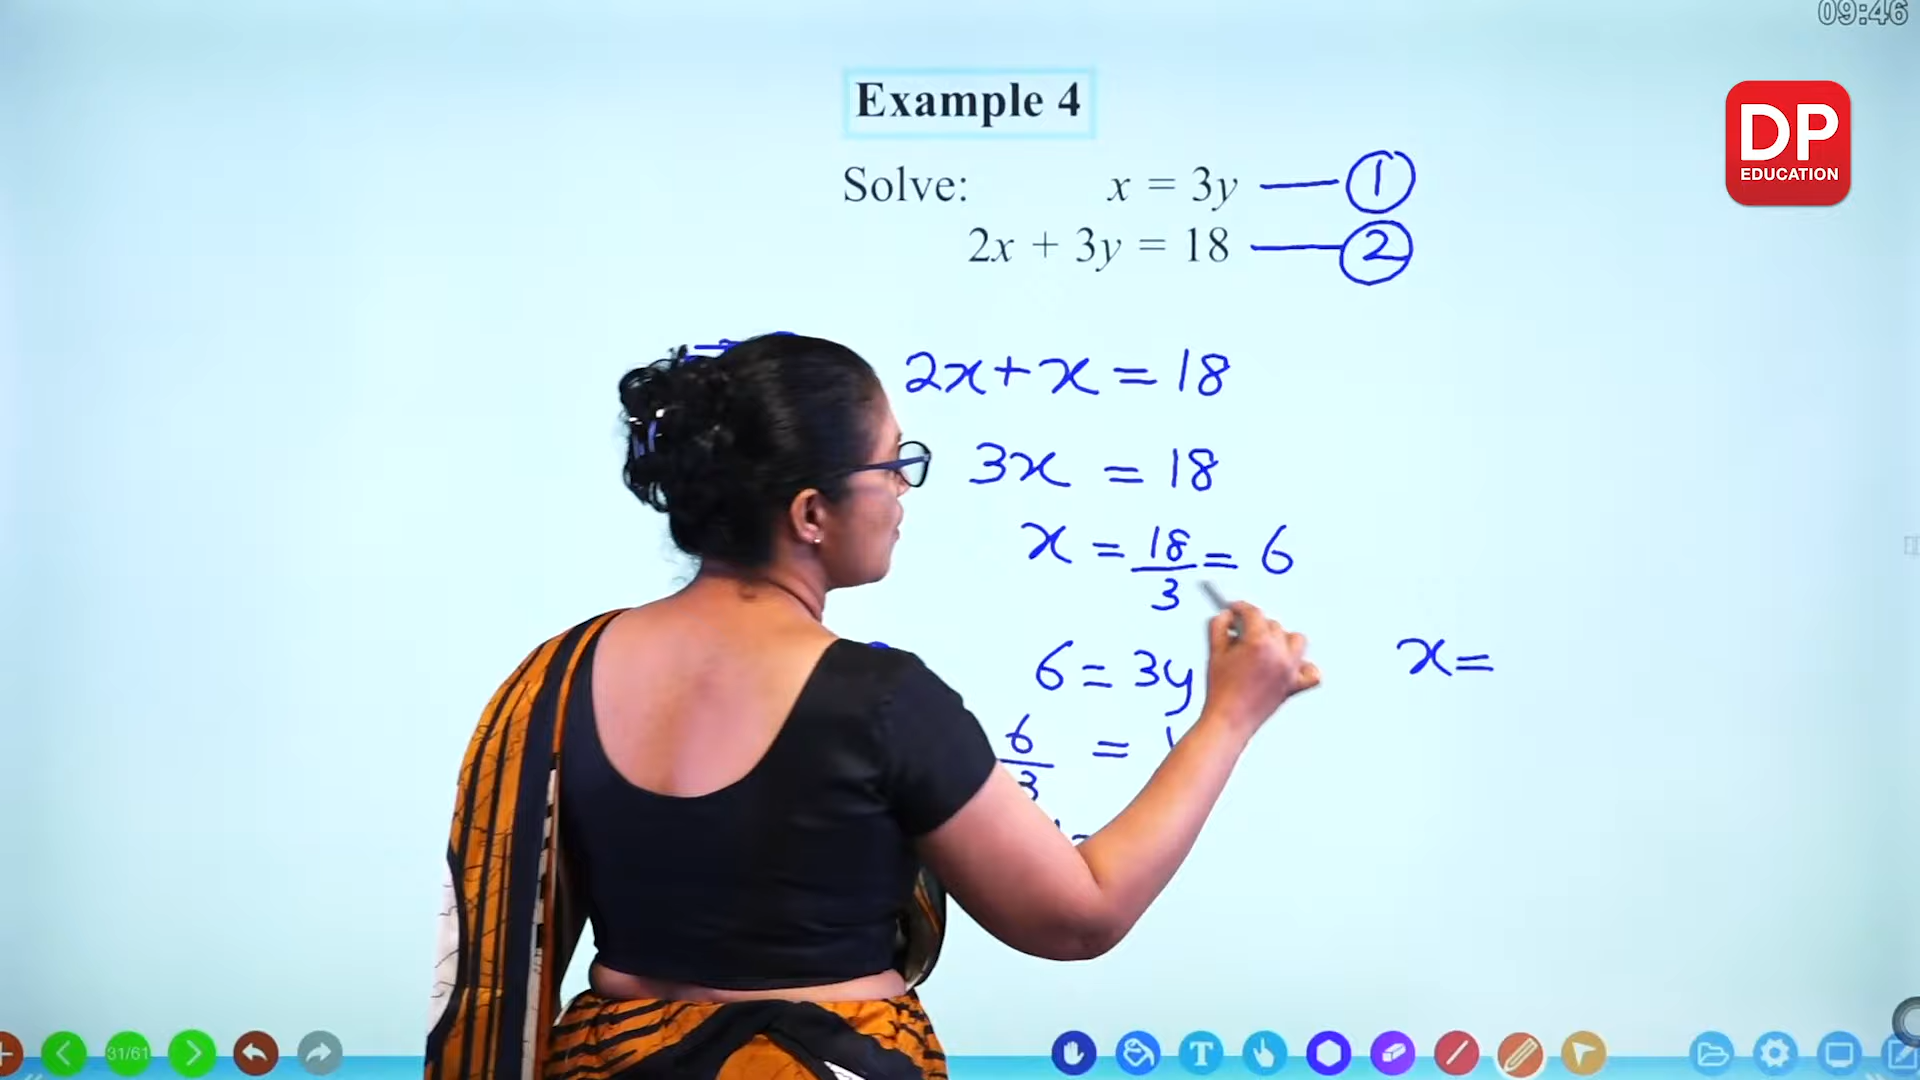 09:46
Example 4
DP
EDUCATION
Solve: x = 3y — 1
2x + 3y = 18 — 2
2x + x = 18
3x = 18
x = 18/3 = 6
6 = 3y
x =
6/3 =
31/61
T